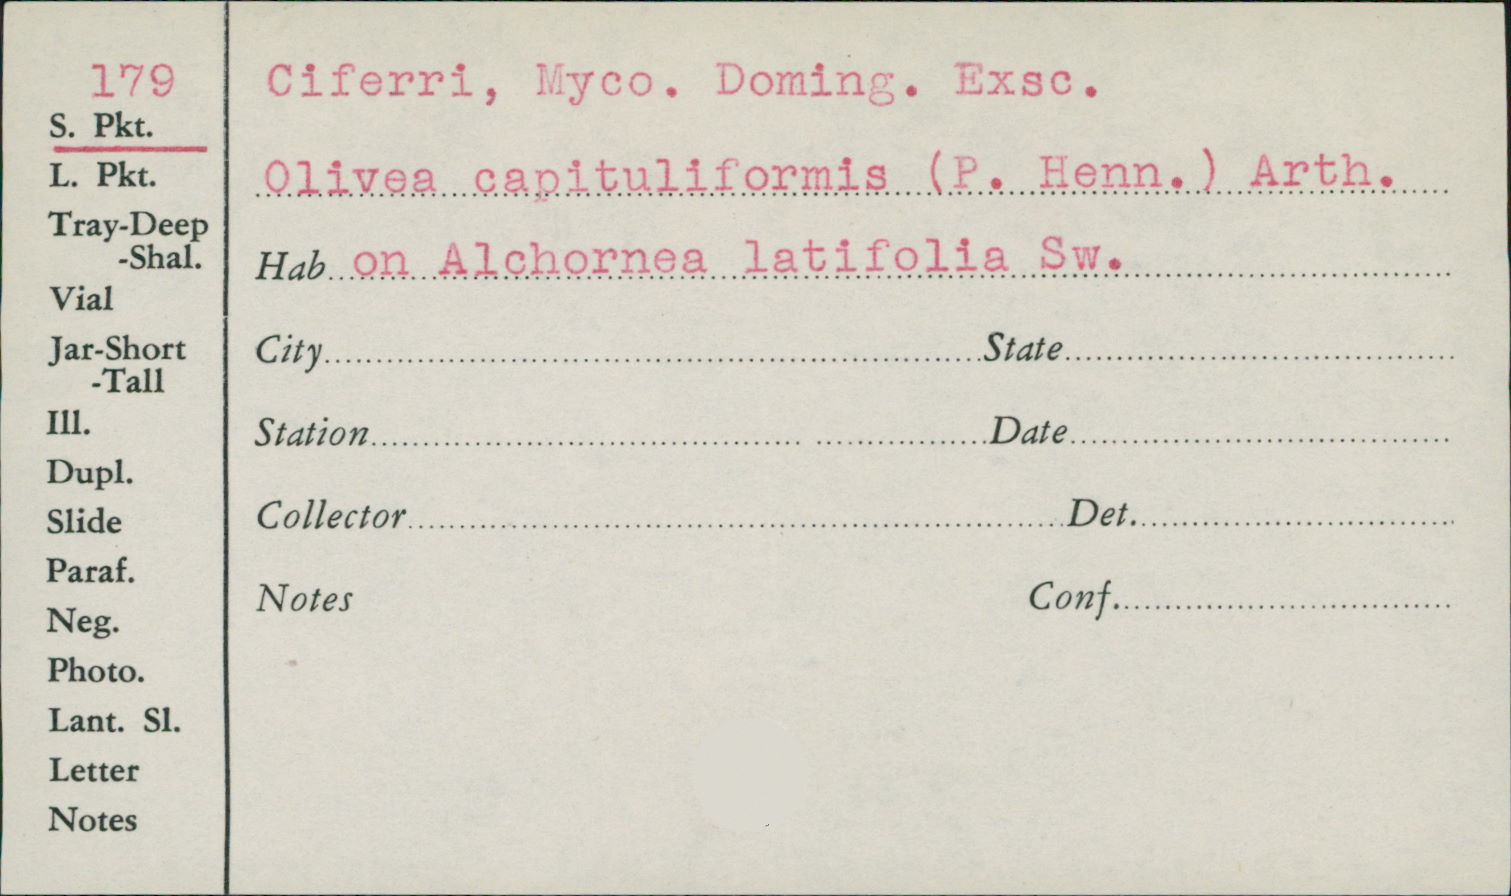 179
S. Pkt.
L. Pkt.
Tray-Deep
-Shal.
Vial
Jar-Short
-Tall
Ill.
Dupl.
Slide
Paraf.
Neg.
Photo.
Lant. Sl.
Letter
Notes
Ciferri, Myco. Doming. Exsc.
Olivea capituliformis (P. Henn.) Arth.
Hab on Alchornea latifolia Sw.
City State
Station Date
Collector Det.
Notes Conf.